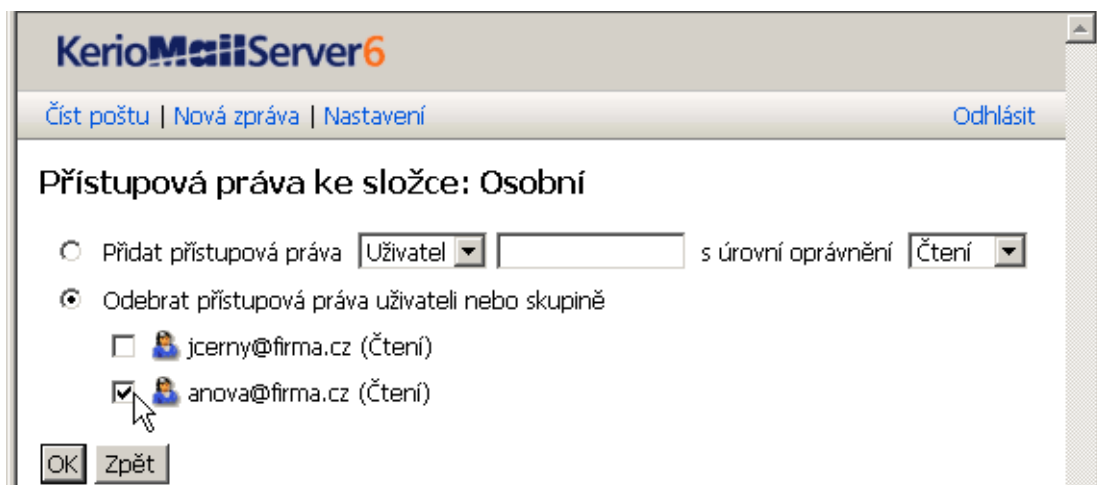 KerioMailServer6
Číst poštu | Nová zpráva | Nastavení Odhlásit
Přístupová práva ke složce: Osobní
Přidat přístupová práva Uživatel s úrovní oprávnění Čtení
Odebrat přístupová práva uživateli nebo skupině
jcerny@firma.cz (Čtení)
anova@firma.cz (Čtení)
OK Zpět